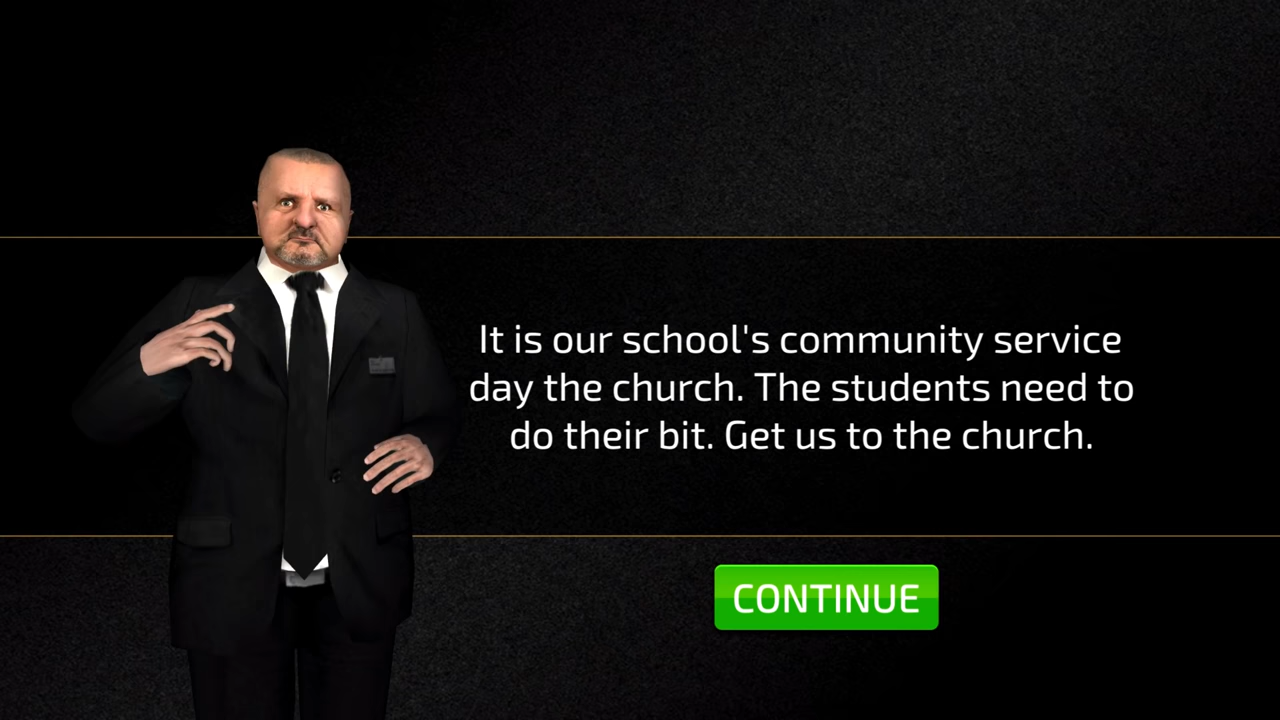 It is our school's community service
day the church. The students need to
do their bit. Get us to the church.
CONTINUE